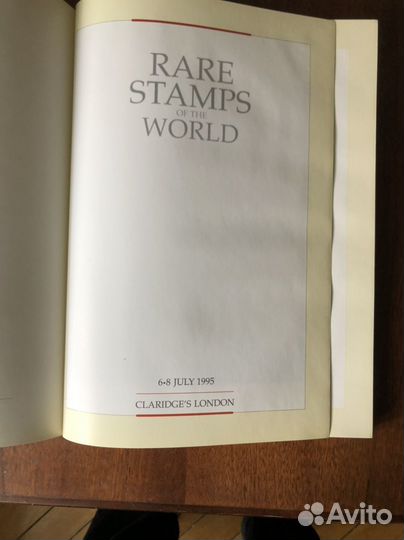 RARE
STAMPS
OF THE
WORLD
6-8 JULY 1995
CLARIDGE'S LONDON
Avito